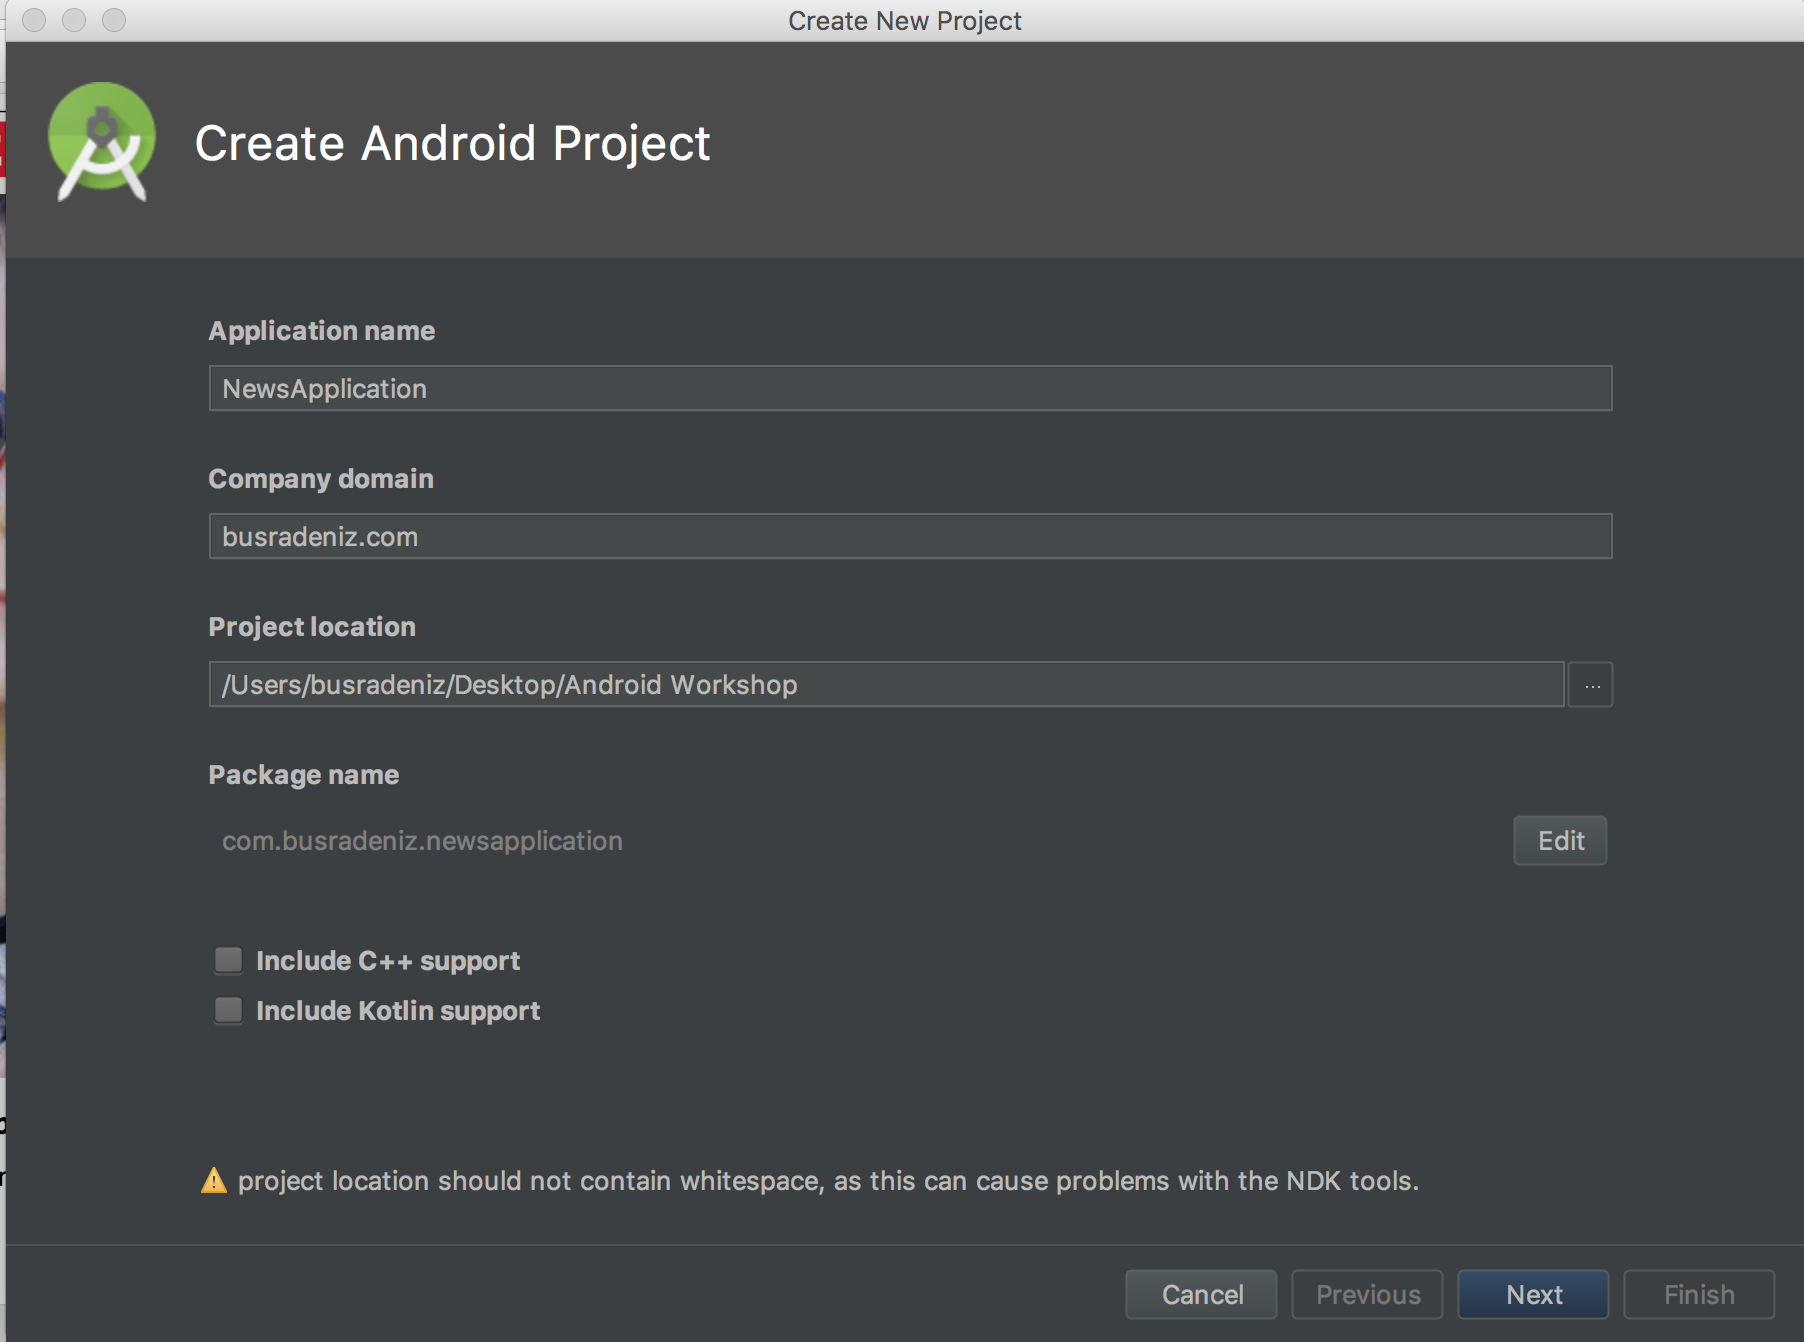 Create New Project
Create Android Project
Application name
NewsApplication
Company domain
busradeniz.com
Project location
/Users/busradeniz/Desktop/Android Workshop
...
Package name
com.busradeniz.newsapplication
Edit
Include C++ support
Include Kotlin support
project location should not contain whitespace, as this can cause problems with the NDK tools.
Cancel Previous Next Finish